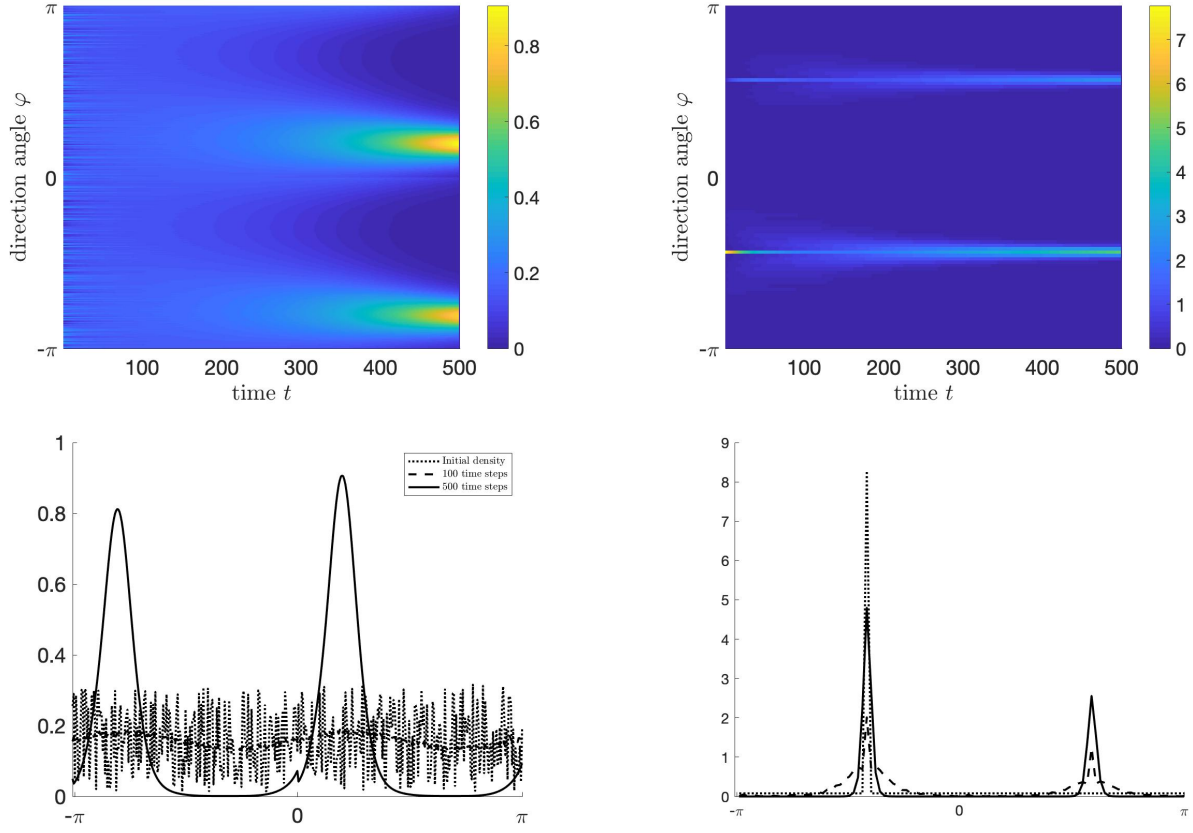 π
direction angle φ
0
-π
100
200
300
400
500
time t
0.8
0.6
0.4
0.2
0
π
direction angle φ
0
-π
100
200
300
400
500
time t
7
6
5
4
3
2
1
0
1
0.8
0.6
0.4
0.2
0
-π
0
π
Initial density
100 time steps
500 time steps
9
8
7
6
5
4
3
2
1
0
-π
0
π